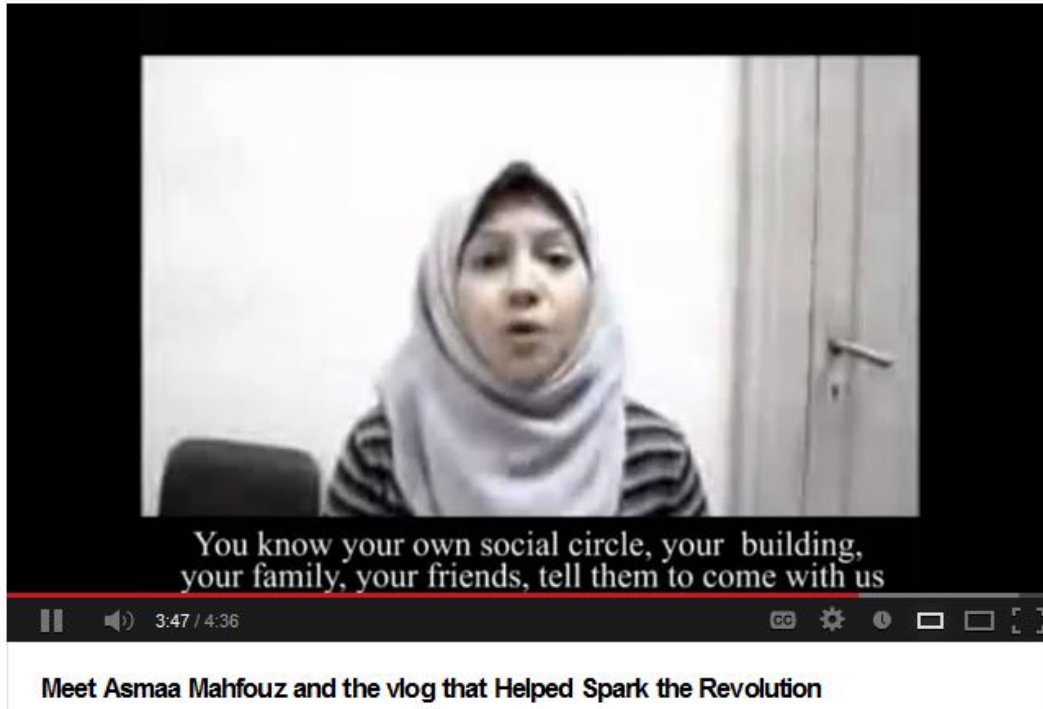 You know your own social circle, your building,
your family, your friends, tell them to come with us
3:47 / 4:36
CC
Meet Asmaa Mahfouz and the vlog that Helped Spark the Revolution